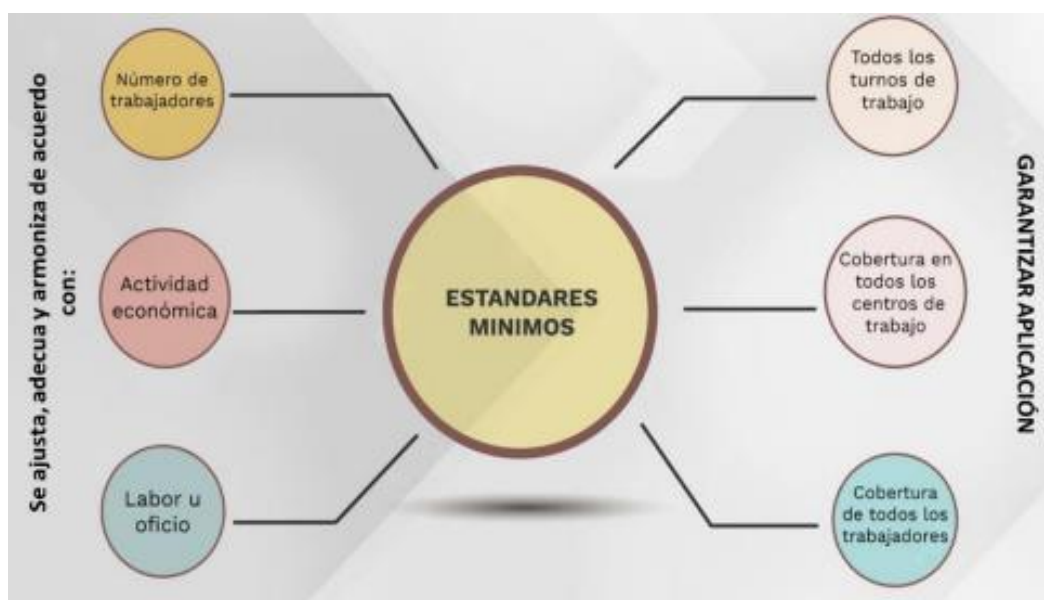 Se ajusta, adecua y armoniza de acuerdo
con:
Número de
trabajadores
Actividad
económica
Labor u
oficio
ESTANDARES
MINIMOS
Todos los
turnos de
trabajo
Cobertura en
todos los
centros de
trabajo
Cobertura
de todos los
trabajadores
GARANTIZAR APLICACIÓN